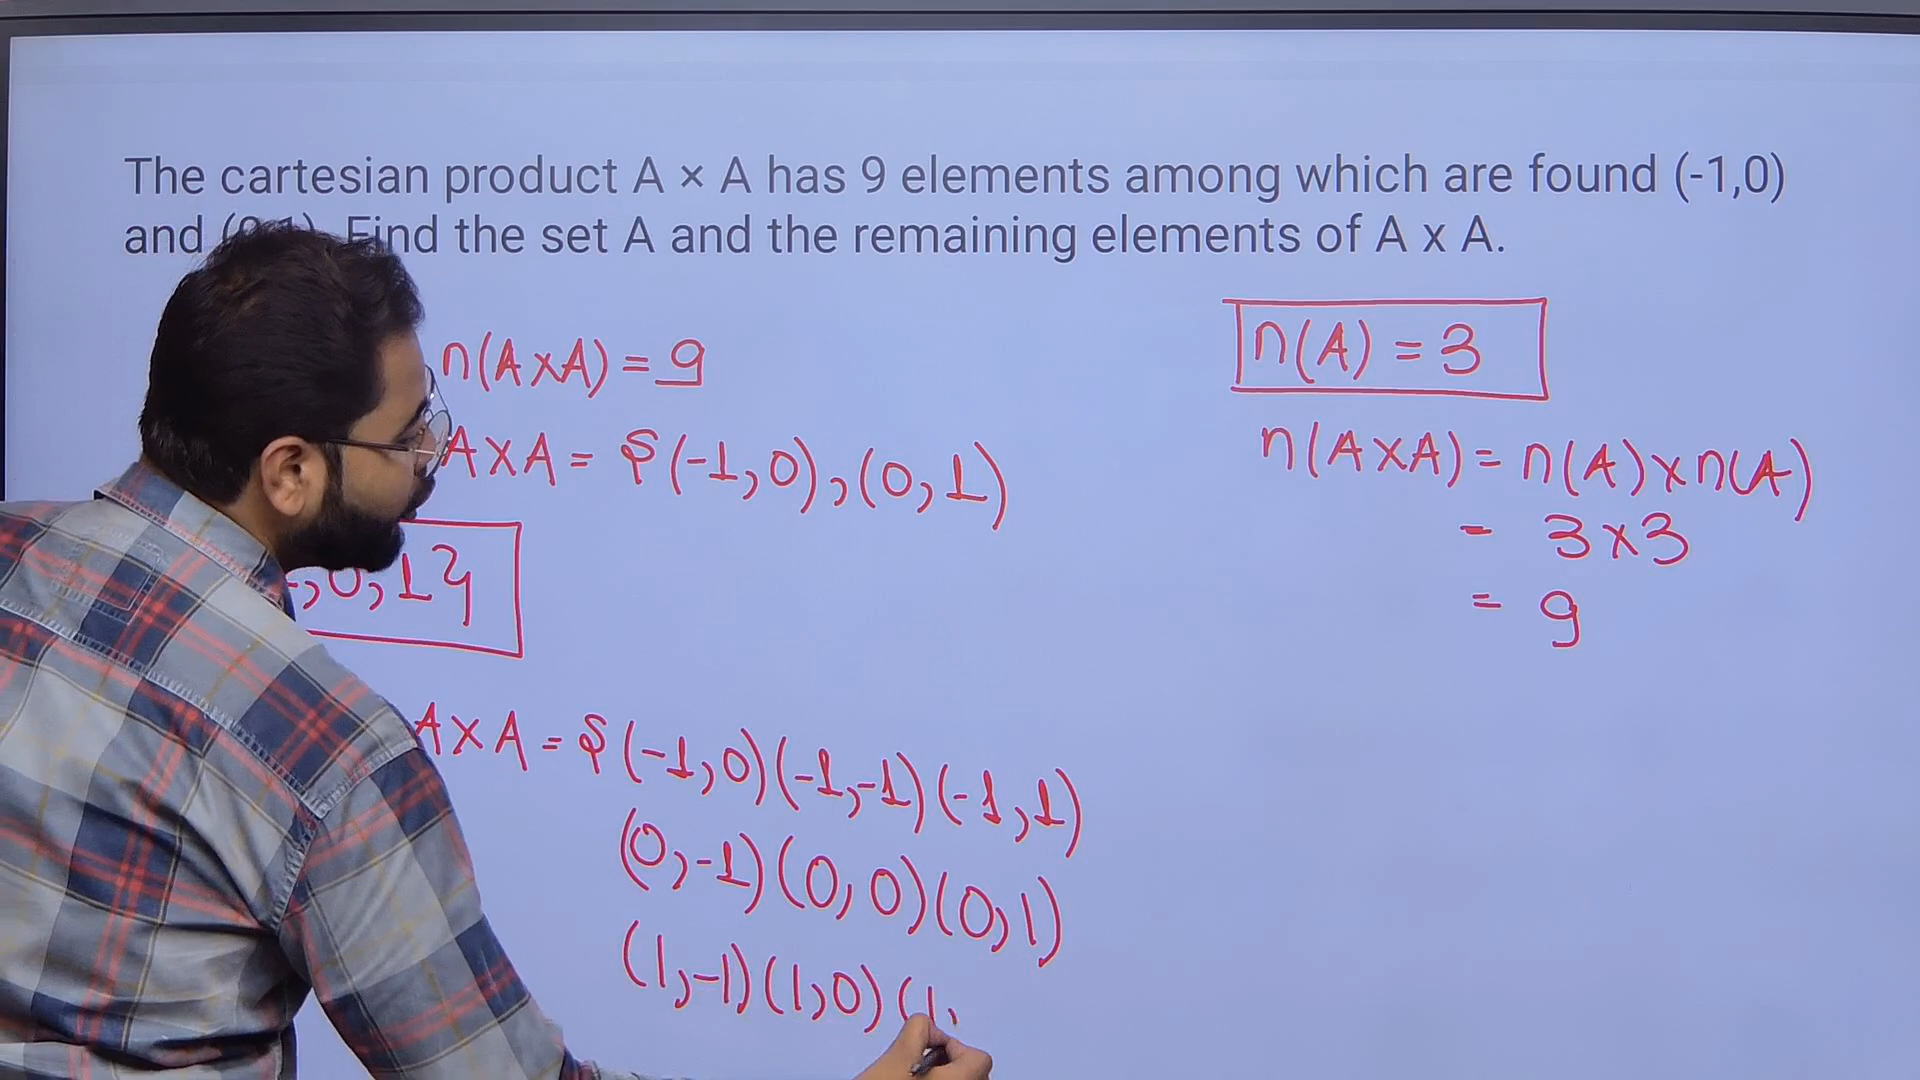 The cartesian product A × A has 9 elements among which are found (-1,0)
and (0,1). Find the set A and the remaining elements of A x A.
n(A×A) = 9
A×A = {(-1,0),(0,1)
,0,1}
A×A = {(-1,0)(-1,-1)(-1,1)
(0,-1)(0,0)(0,1)
(1,-1)(1,0)(1,
n(A) = 3
n(A×A) = n(A)×n(A)
= 3×3
= 9